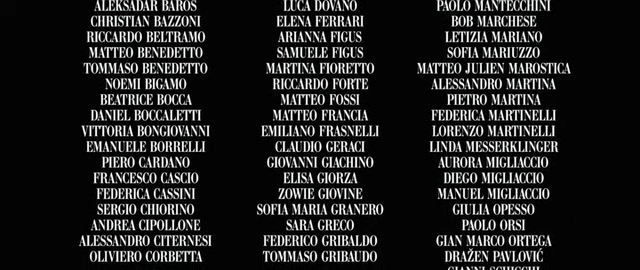 ALEKSADAR BAROS
CHRISTIAN BAZZONI
RICCARDO BELTRAMO
MATTEO BENEDETTO
TOMMASO BENEDETTO
NOEMI BIGAMO
BEATRICE BOCCA
DANIEL BOCCALETTI
VITTORIA BONGIOVANNI
EMANUELE BORRELLI
PIERO CARDANO
FRANCESCO CASCIO
FEDERICA CASSINI
SERGIO CHIORINO
ANDREA CIPOLLONE
ALESSANDRO CITERNESI
OLIVIERO CORBETTA
LUCA DOVANO
ELENA FERRARI
ARIANNA FIGUS
SAMUELE FIGUS
MARTINA FIORETTO
RICCARDO FORTE
MATTEO FOSSI
MATTEO FRANCIA
EMILIANO FRASNELLI
CLAUDIO GERACI
GIOVANNI GIACHINO
ELISA GIORZA
ZOWIE GIOVINE
SOFIA MARIA GRANERO
SARA GRECO
FEDERICO GRIBALDO
TOMMASO GRIBAUDO
PAOLO MANTECCHINI
BOB MARCHESE
LETIZIA MARIANO
SOFIA MARIUZZO
MATTEO JULIEN MAROSTICA
ALESSANDRO MARTINA
PIETRO MARTINA
FEDERICA MARTINELLI
LORENZO MARTINELLI
LINDA MESSERKLINGER
AURORA MIGLIACCIO
DIEGO MIGLIACCIO
MANUEL MIGLIACCIO
GIULIA OPESSO
PAOLO ORSI
GIAN MARCO ORTEGA
DRAŽEN PAVLOVIĆ
GIANNI SCHICCHI